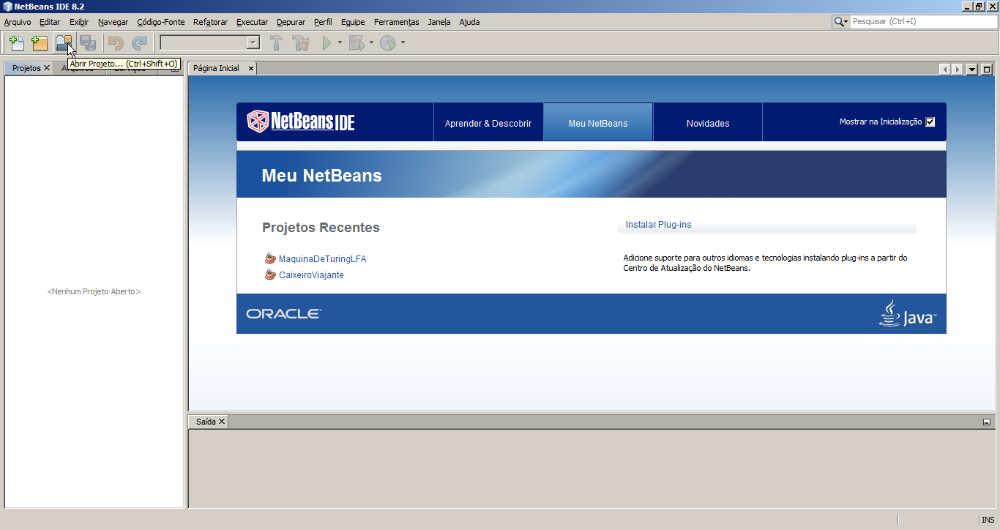 NetBeans IDE 8.2
Arquivo Editar Exibir Navegar Código-Fonte Refatorar Executar Depurar Perfil Equipe Ferramentas Janela Ajuda
Pesquisar (Ctrl+I)
Abrir Projeto... (Ctrl+Shift+O)
Projetos Arquivos Serviços
Página Inicial
NetBeans IDE
Aprender & Descobrir
Meu NetBeans
Novidades
Mostrar na Inicialização
Meu NetBeans
Projetos Recentes
MaquinaDeTuringLFA
CaixeiroViajante
Instalar Plug-ins
Adicione suporte para outros idiomas e tecnologias instalando plug-ins a partir do
Centro de Atualização do NetBeans.
<Nenhum Projeto Aberto>
ORACLE
Java
Saída
INS